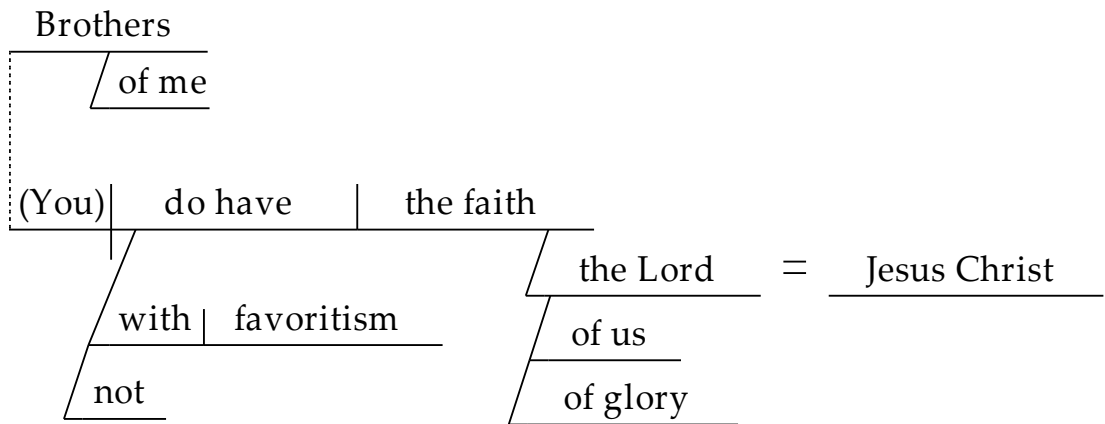 Brothers
of me
(You) do have the faith
the Lord = Jesus Christ
with favoritism
of us
not
of glory